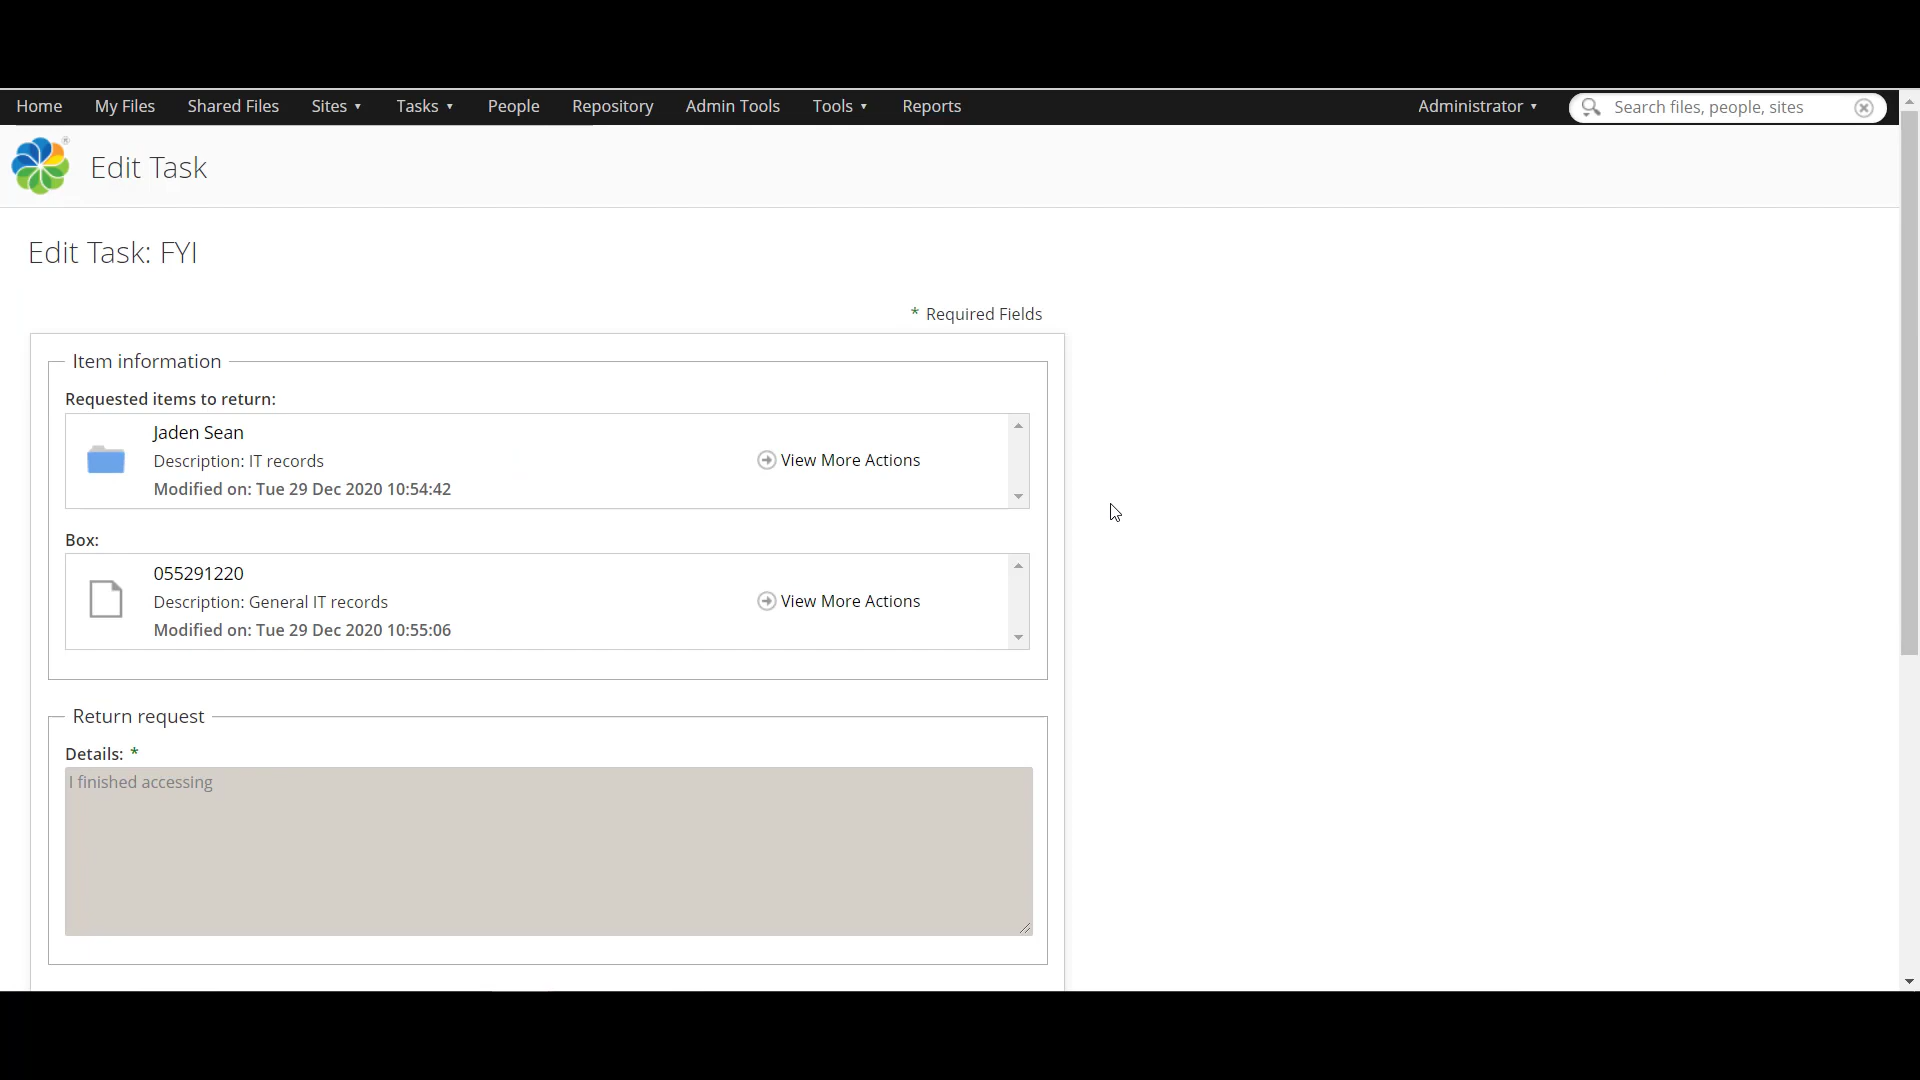 Home My Files Shared Files Sites ▾ Tasks ▾ People Repository Admin Tools Tools ▾ Reports Administrator ▾ Search files, people, sites
®
Edit Task
Edit Task: FYI
* Required Fields
Item information
Requested items to return:
Jaden Sean
Description: IT records
View More Actions
Modified on: Tue 29 Dec 2020 10:54:42
Box:
055291220
Description: General IT records
View More Actions
Modified on: Tue 29 Dec 2020 10:55:06
Return request
Details: *
I finished accessing